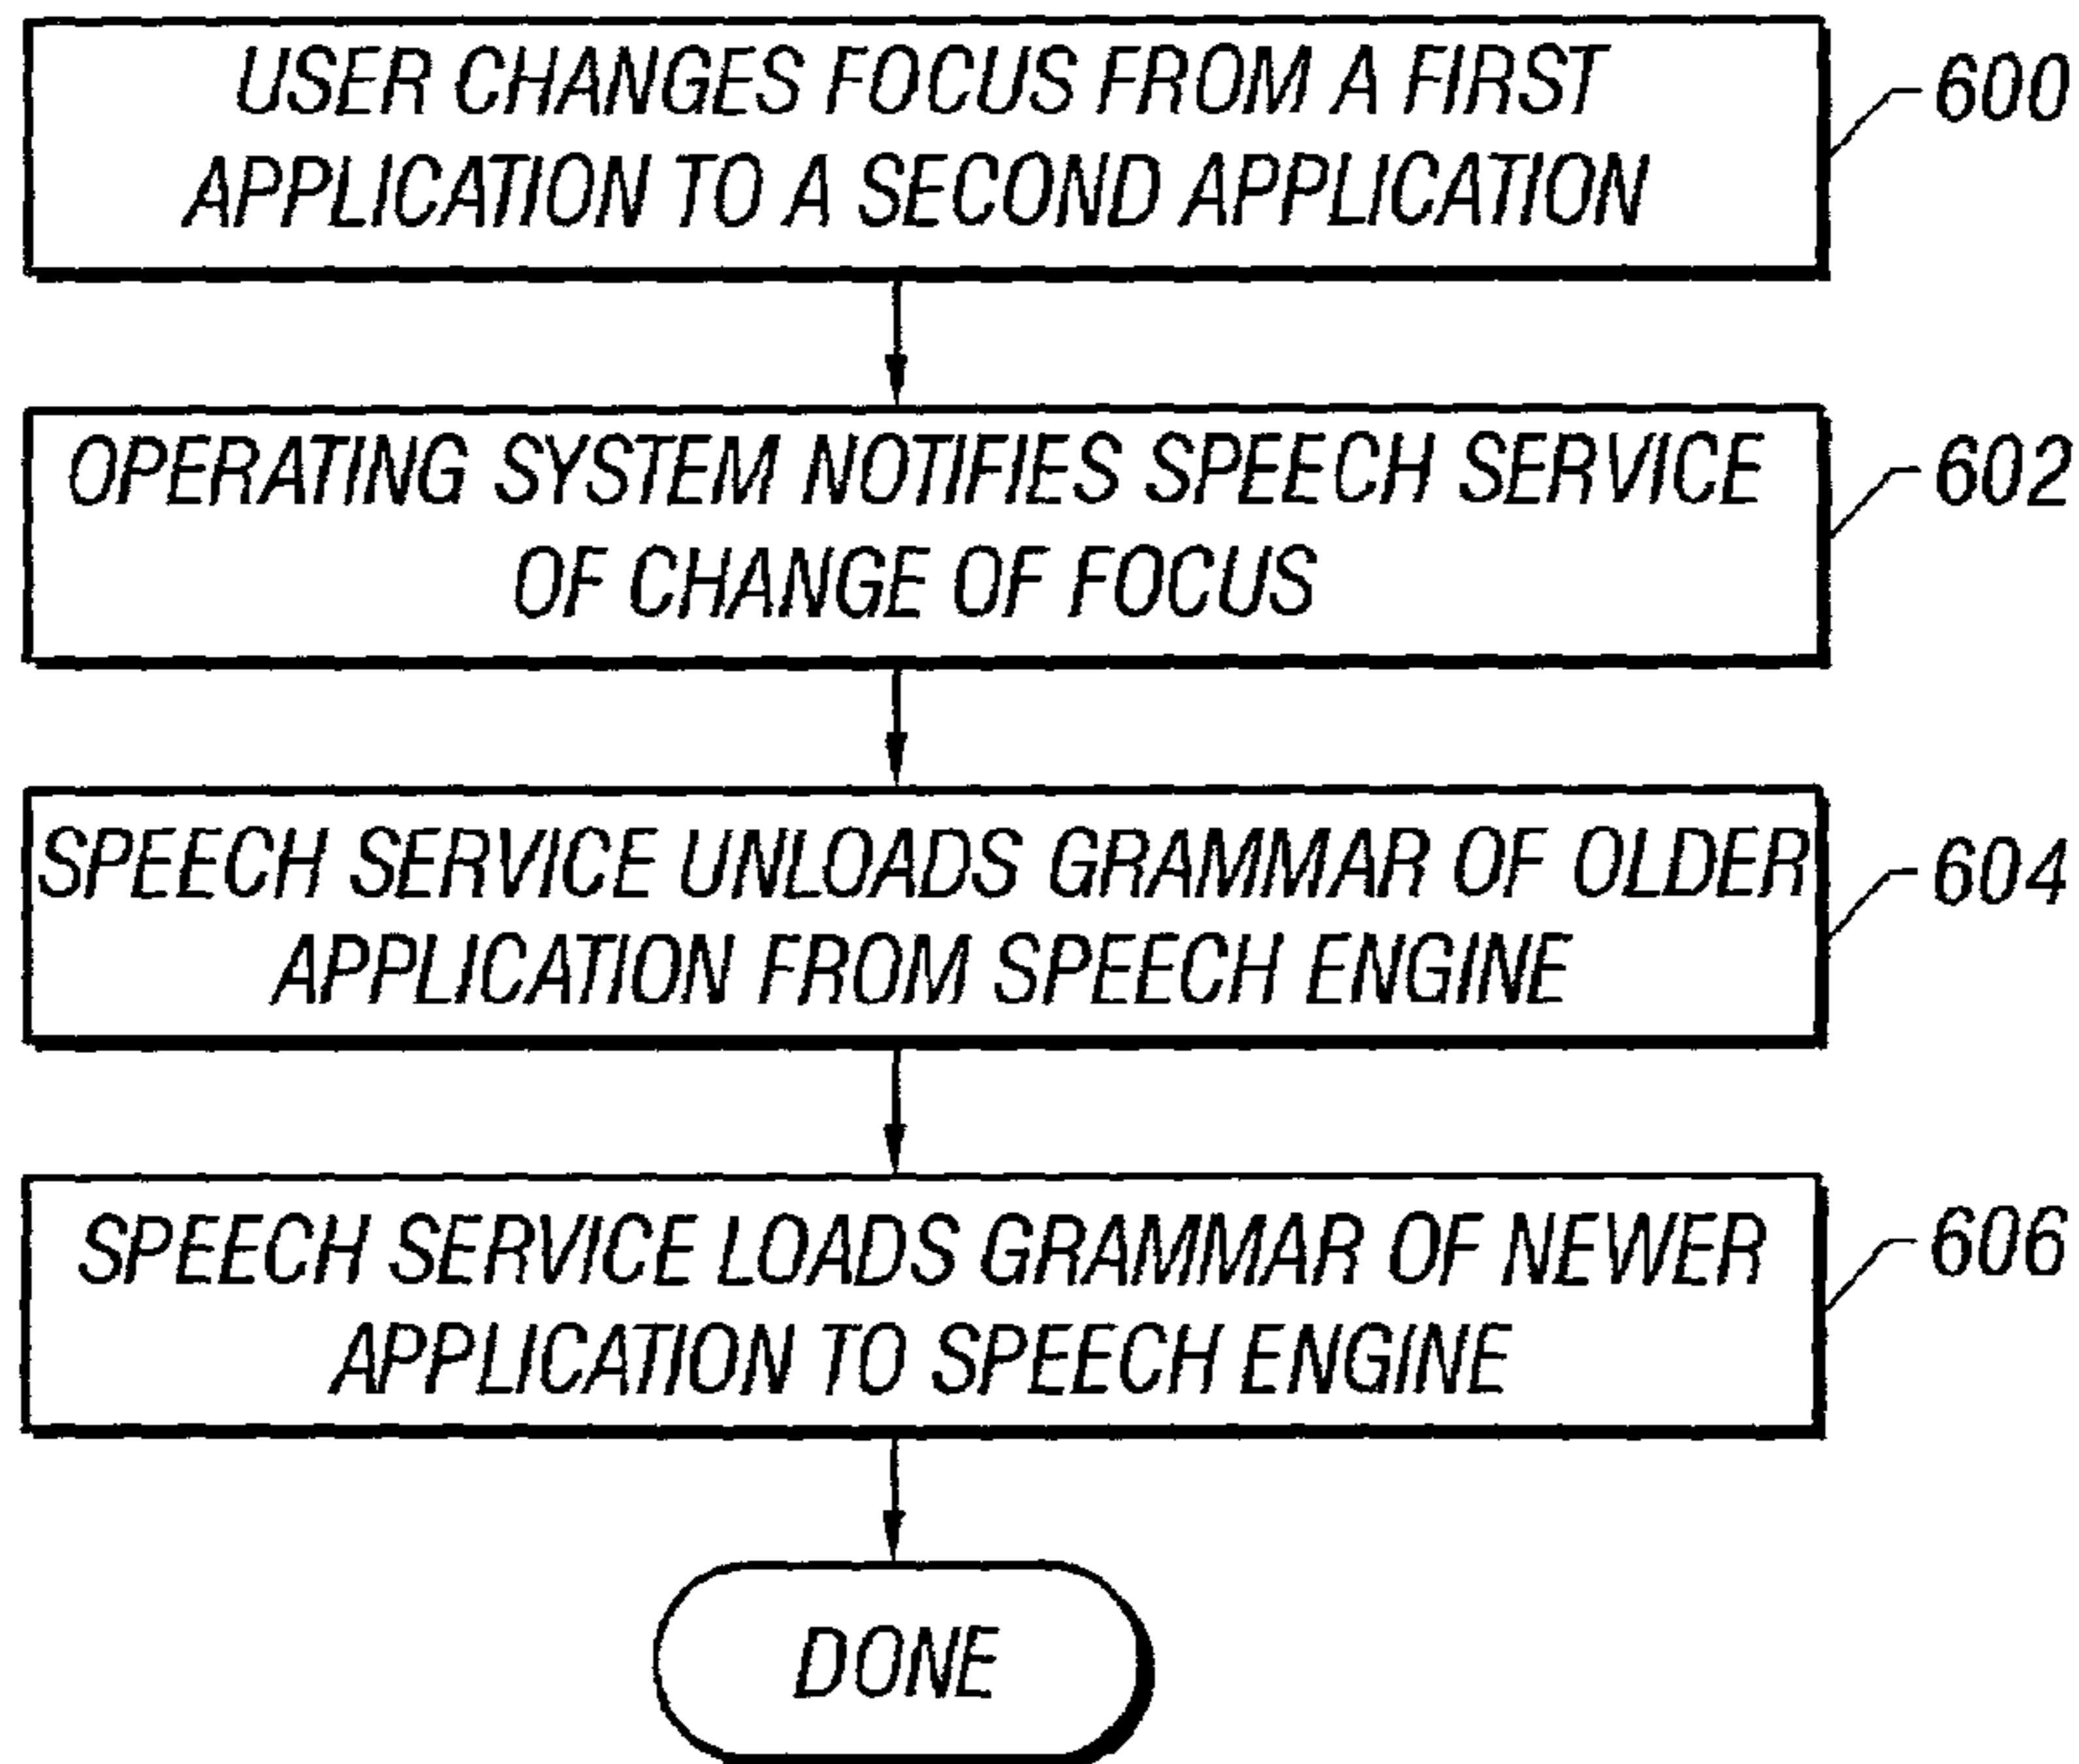 USER CHANGES FOCUS FROM A FIRST
APPLICATION TO A SECOND APPLICATION
600
OPERATING SYSTEM NOTIFIES SPEECH SERVICE
OF CHANGE OF FOCUS
602
SPEECH SERVICE UNLOADS GRAMMAR OF OLDER
APPLICATION FROM SPEECH ENGINE
604
SPEECH SERVICE LOADS GRAMMAR OF NEWER
APPLICATION TO SPEECH ENGINE
606
DONE